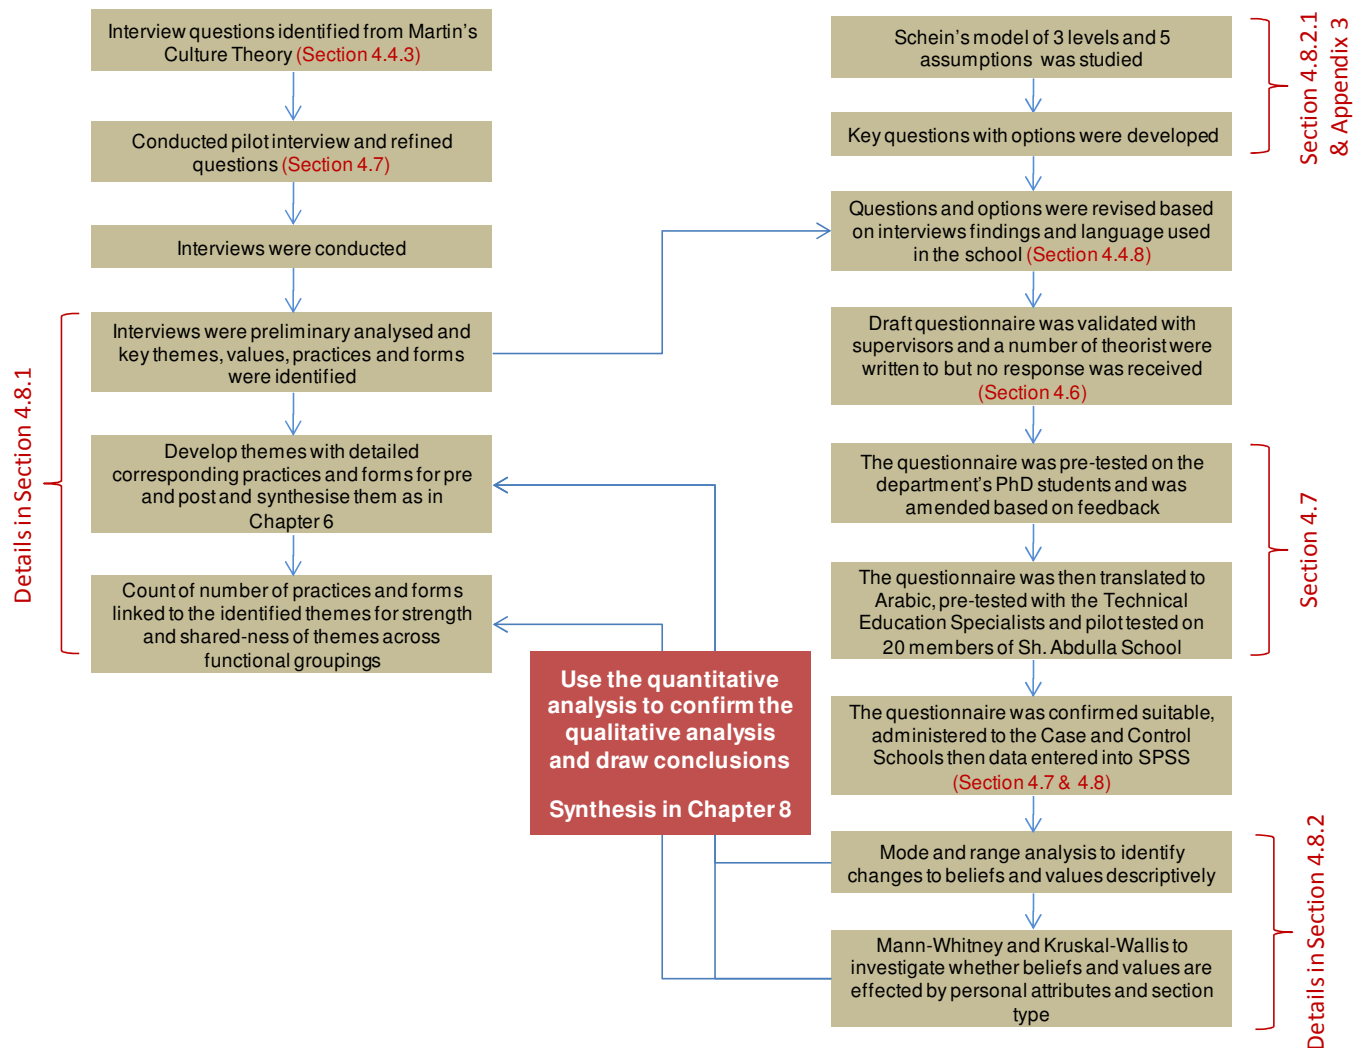 Interview questions identified from Martin's
Culture Theory (Section 4.4.3)
Conducted pilot interview and refined
questions (Section 4.7)
Interviews were conducted
Interviews were preliminary analysed and
key themes, values, practices and forms
were identified
Develop themes with detailed
corresponding practices and forms for pre
and post and synthesise them as in
Chapter 6
Count of number of practices and forms
linked to the identified themes for strength
and shared-ness of themes across
functional groupings
Details in Section 4.8.1
Use the quantitative
analysis to confirm the
qualitative analysis
and draw conclusions
Synthesis in Chapter 8
Schein's model of 3 levels and 5
assumptions was studied
Key questions with options were developed
Section 4.8.2.1
& Appendix 3
Questions and options were revised based
on interviews findings and language used
in the school (Section 4.4.8)
Draft questionnaire was validated with
supervisors and a number of theorist were
written to but no response was received
(Section 4.6)
The questionnaire was pre-tested on the
department's PhD students and was
amended based on feedback
The questionnaire was then translated to
Arabic, pre-tested with the Technical
Education Specialists and pilot tested on
20 members of Sh. Abdulla School
Section 4.7
The questionnaire was confirmed suitable,
administered to the Case and Control
Schools then data entered into SPSS
(Section 4.7 & 4.8)
Mode and range analysis to identify
changes to beliefs and values descriptively
Mann-Whitney and Kruskal-Wallis to
investigate whether beliefs and values are
effected by personal attributes and section
type
Details in Section 4.8.2